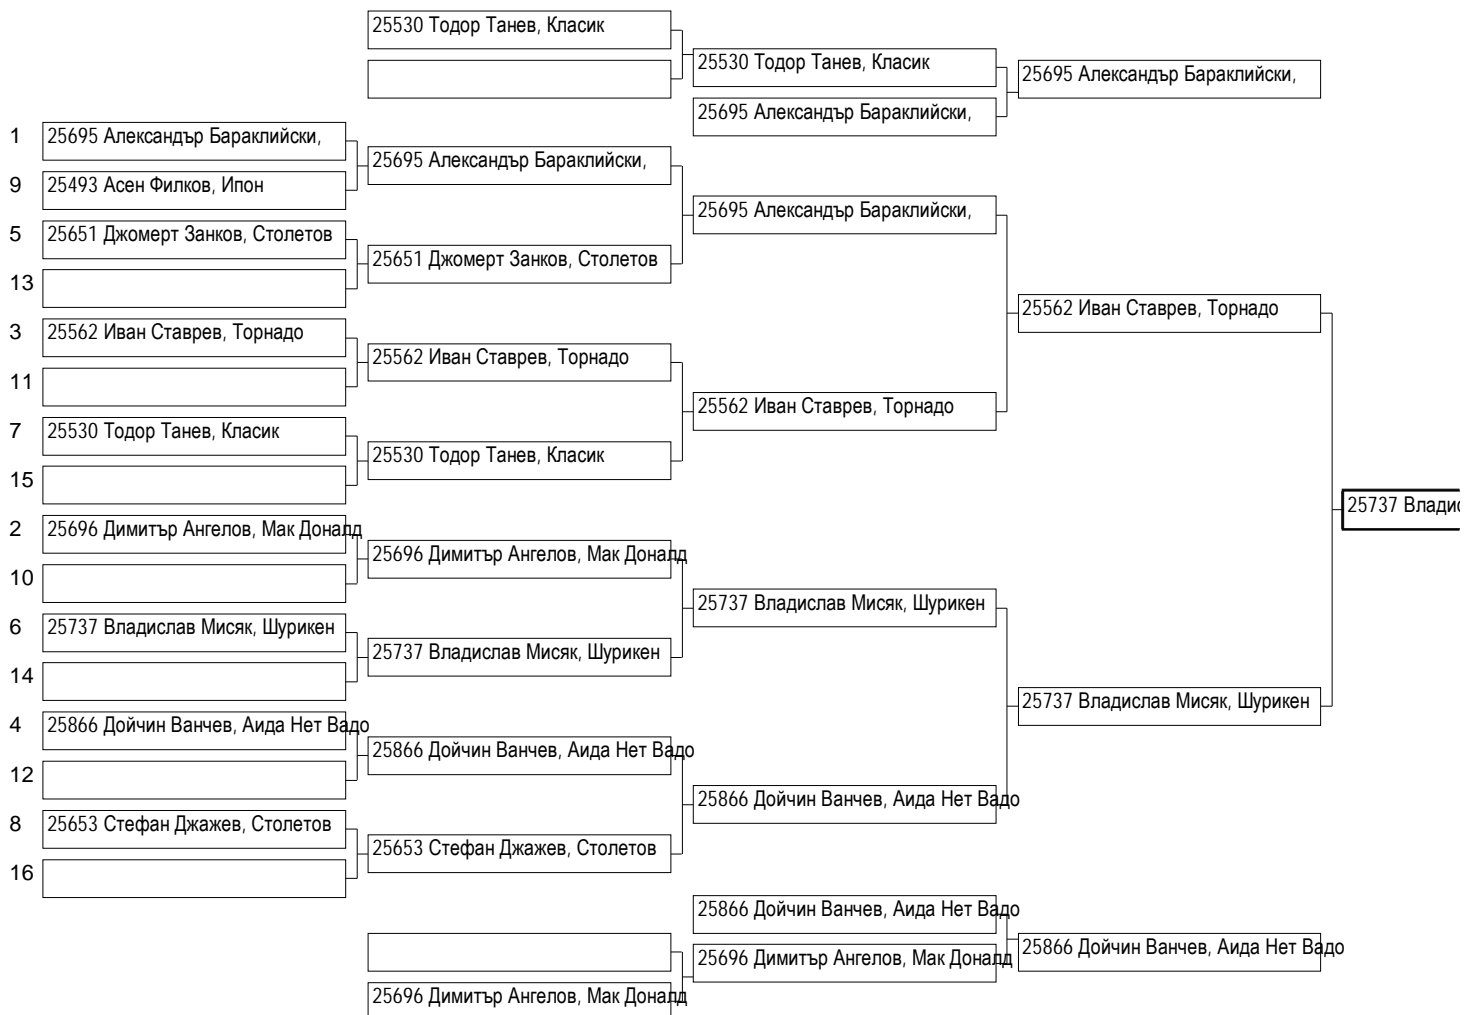 25530 Тодор Танев, Класик
25530 Тодор Танев, Класик
25695 Александър Бараклийски,
25695 Александър Бараклийски,
1 25695 Александър Бараклийски,
25695 Александър Бараклийски,
9 25493 Асен Филков, Ипон
25695 Александър Бараклийски,
5 25651 Джомерт Занков, Столетов
25651 Джомерт Занков, Столетов
13
25562 Иван Ставрев, Торнадо
3 25562 Иван Ставрев, Торнадо
25562 Иван Ставрев, Торнадо
11
25562 Иван Ставрев, Торнадо
7 25530 Тодор Танев, Класик
25530 Тодор Танев, Класик
15
25737 Владис
2 25696 Димитър Ангелов, Мак Доналд
25696 Димитър Ангелов, Мак Доналд
10
25737 Владислав Мисяк, Шурикен
6 25737 Владислав Мисяк, Шурикен
25737 Владислав Мисяк, Шурикен
14
25737 Владислав Мисяк, Шурикен
4 25866 Дойчин Ванчев, Аида Нет Вадо
25866 Дойчин Ванчев, Аида Нет Вадо
12
25866 Дойчин Ванчев, Аида Нет Вадо
8 25653 Стефан Джажев, Столетов
25653 Стефан Джажев, Столетов
16
25866 Дойчин Ванчев, Аида Нет Вадо
25696 Димитър Ангелов, Мак Доналд
25866 Дойчин Ванчев, Аида Нет Вадо
25696 Димитър Ангелов, Мак Доналд